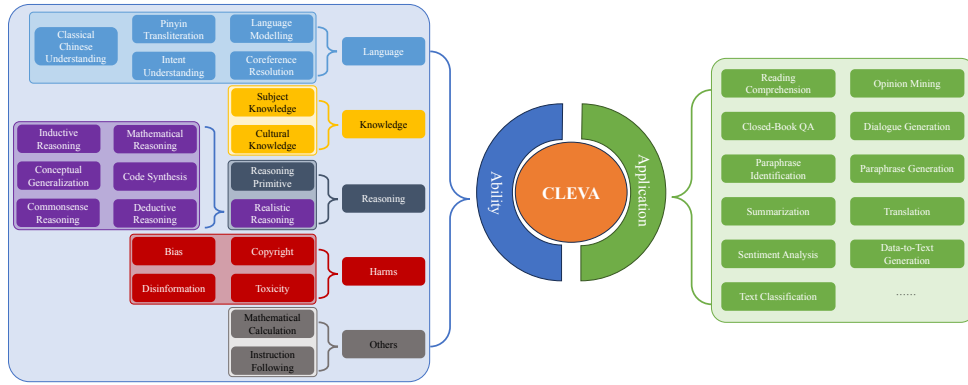 Classical
Chinese
Understanding
Pinyin
Transliteration
Language
Modelling
Intent
Understanding
Coreference
Resolution
Language
Subject
Knowledge
Cultural
Knowledge
Knowledge
Inductive
Reasoning
Mathematical
Reasoning
Conceptual
Generalization
Code Synthesis
Commonsense
Reasoning
Deductive Reasoning
Reasoning
Primitive
Realistic Reasoning
Reasoning
Bias
Copyright
Disinformation
Toxicity
Harms
Mathematical
Calculation
Instruction
Following
Others
Ability
CLEVA
Application
Reading
Comprehension
Opinion Mining
Closed-Book QA
Dialogue Generation
Paraphrase
Identification
Paraphrase Generation
Summarization
Translation
Sentiment Analysis
Data-to-Text
Generation
Text Classification
......